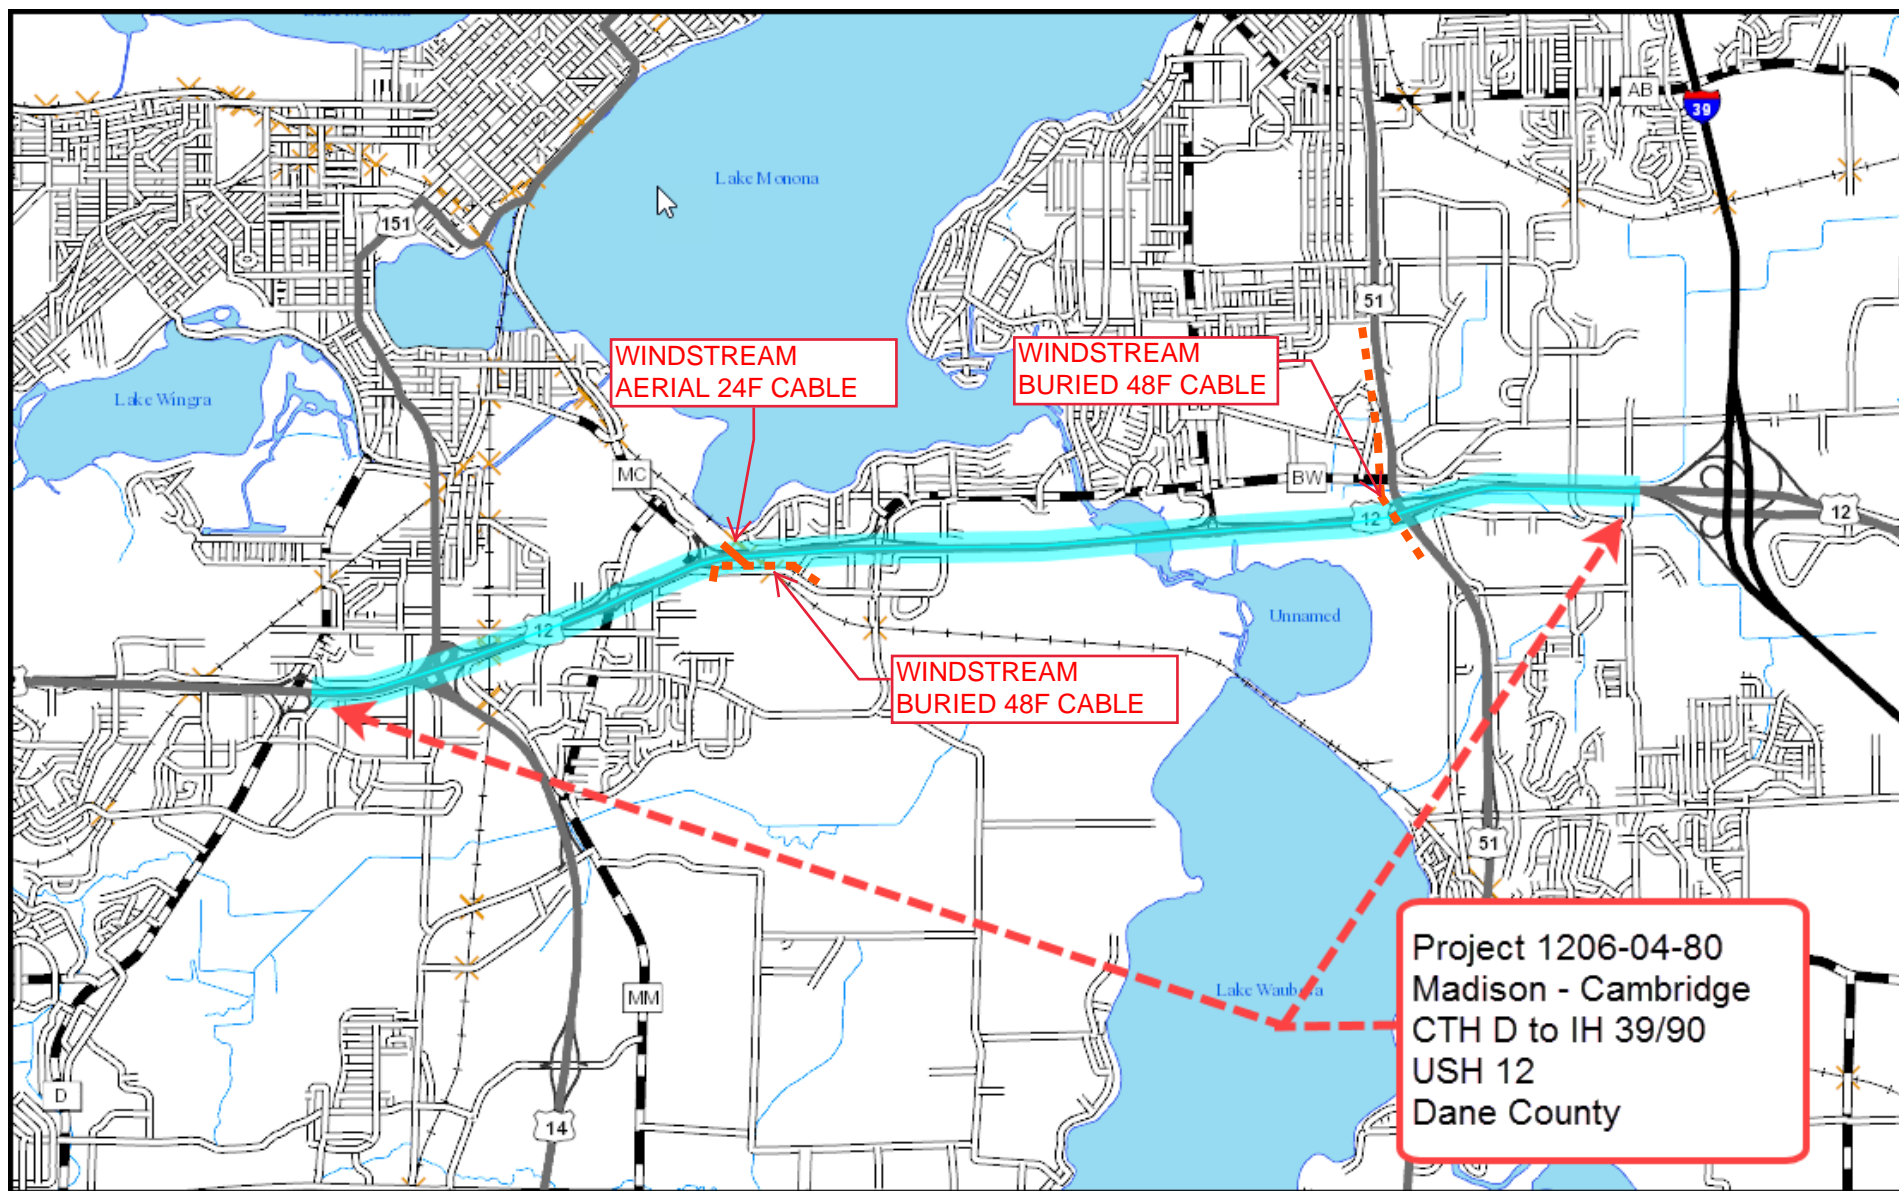 AB
39
Lake Monona
151
51
WINDSTREAM
AERIAL 24F CABLE
WINDSTREAM
BURIED 48F CABLE
Lake Wingra
MC
BW
12
12
12
Unnamed
WINDSTREAM
BURIED 48F CABLE
51
Project 1206-04-80
Madison - Cambridge
CTH D to IH 39/90
USH 12
Dane County
MM
D
14